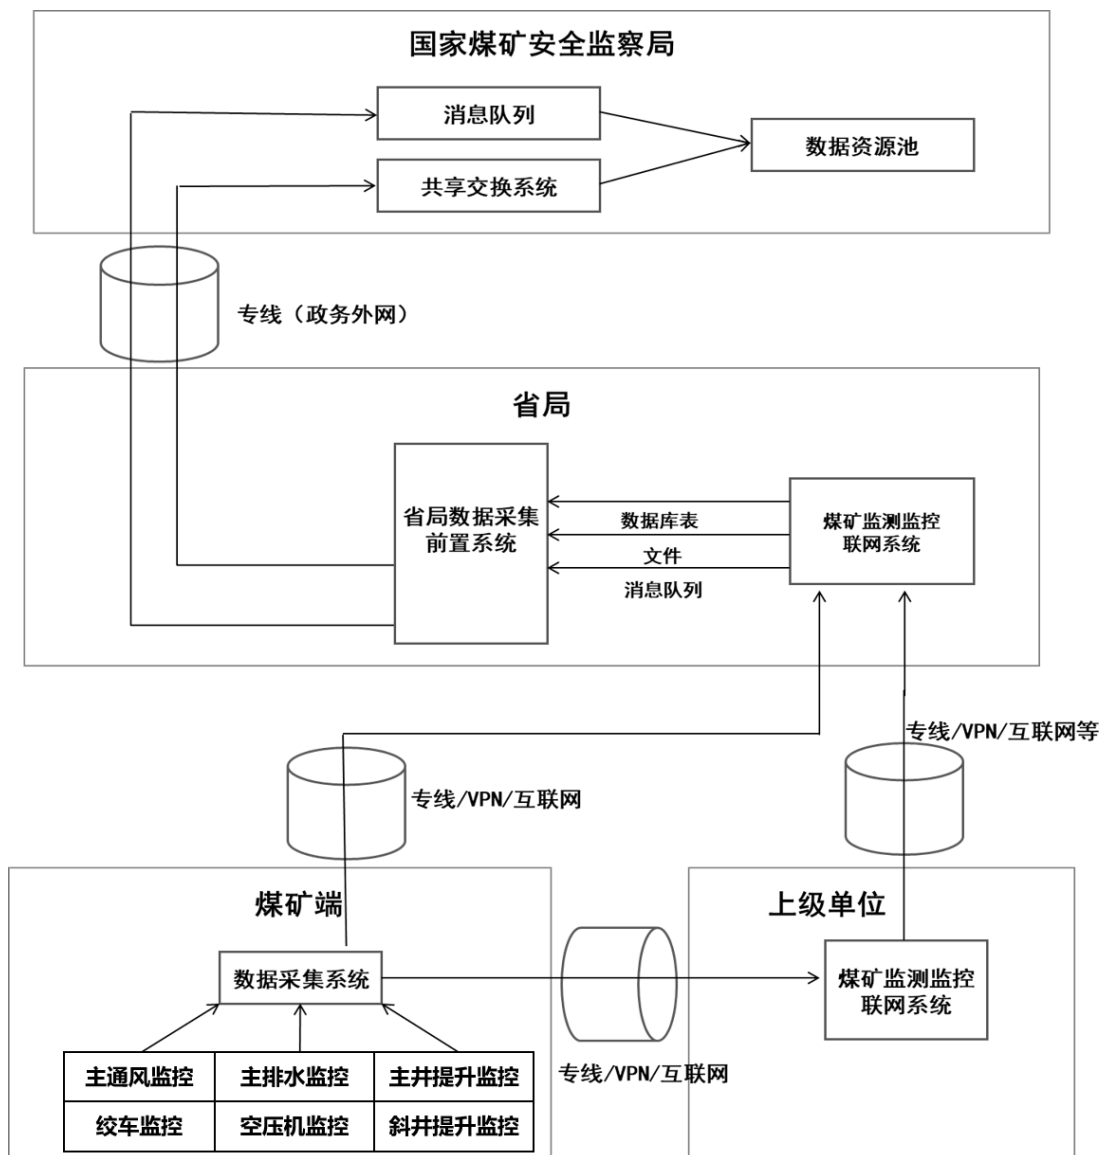 国家煤矿安全监察局
消息队列
数据资源池
共享交换系统
专线（政务外网）
省局
省局数据采集
前置系统
数据库表
文件
消息队列
煤矿监测监控
联网系统
专线/VPN/互联网等
专线/VPN/互联网
煤矿端
上级单位
数据采集系统
煤矿监测监控
联网系统
专线/VPN/互联网
主通风监控
主排水监控
主井提升监控
绞车监控
空压机监控
斜井提升监控